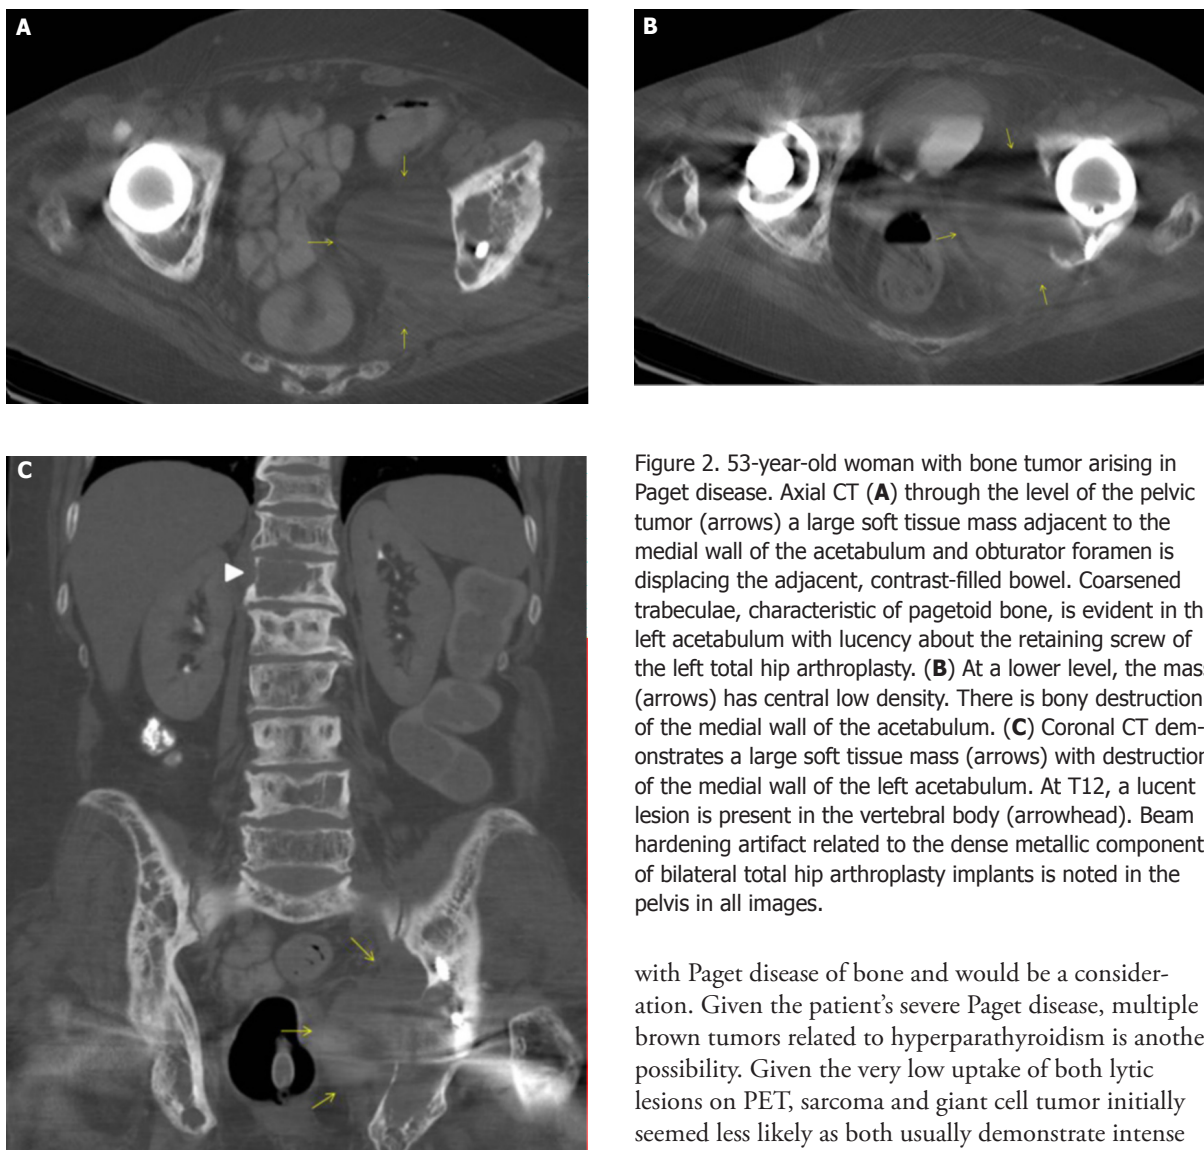 A
B
C
Figure 2. 53-year-old woman with bone tumor arising in
Paget disease. Axial CT (A) through the level of the pelvic
tumor (arrows) a large soft tissue mass adjacent to the
medial wall of the acetabulum and obturator foramen is
displacing the adjacent, contrast-filled bowel. Coarsened
trabeculae, characteristic of pagetoid bone, is evident in th
left acetabulum with lucency about the retaining screw of
the left total hip arthroplasty. (B) At a lower level, the mas
(arrows) has central low density. There is bony destruction
of the medial wall of the acetabulum. (C) Coronal CT dem-
onstrates a large soft tissue mass (arrows) with destruction
of the medial wall of the left acetabulum. At T12, a lucent
lesion is present in the vertebral body (arrowhead). Beam
hardening artifact related to the dense metallic component
of bilateral total hip arthroplasty implants is noted in the
pelvis in all images.
with Paget disease of bone and would be a consider-
ation. Given the patient's severe Paget disease, multiple
brown tumors related to hyperparathyroidism is anothe
possibility. Given the very low uptake of both lytic
lesions on PET, sarcoma and giant cell tumor initially
seemed less likely as both usually demonstrate intense